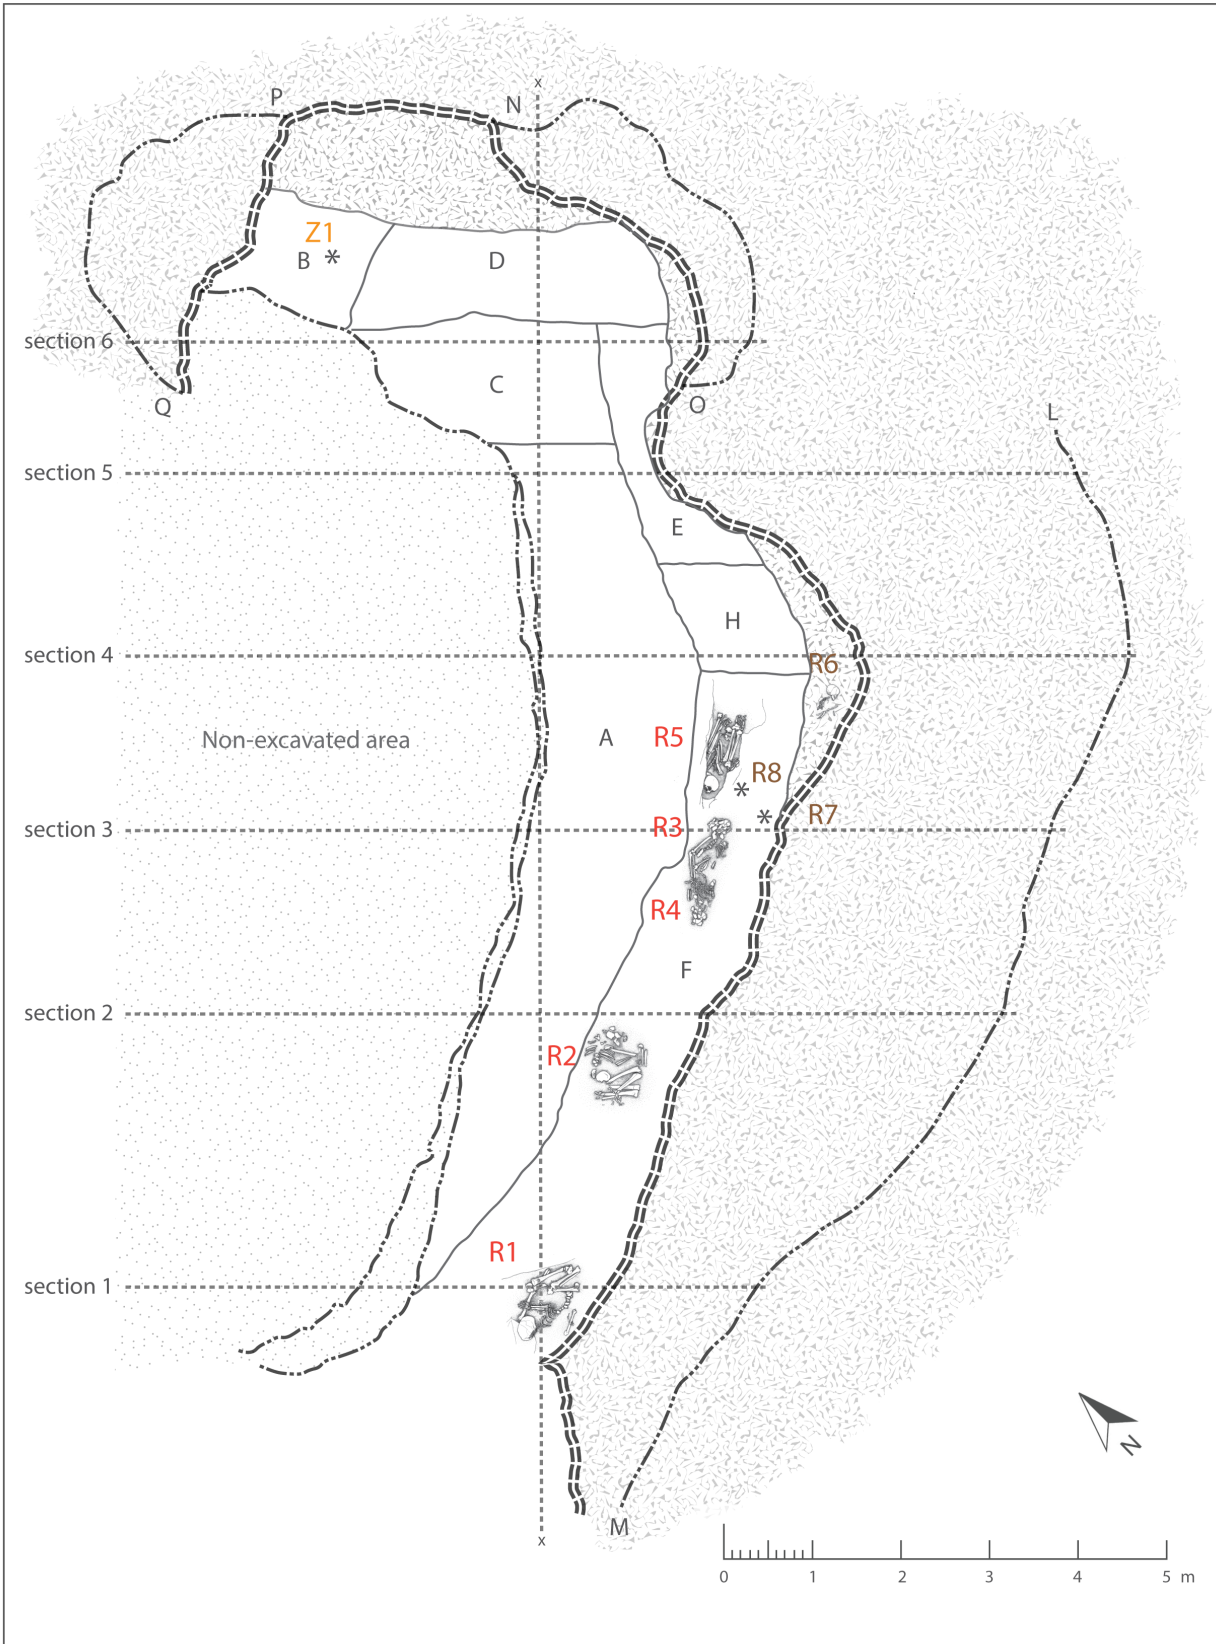 x
P
N
Z1
B *
D
section 6
C
Q
O
L
section 5
E
H
section 4
R6
Non-excavated area
A
R5
R8
*
*
R7
section 3
R3
R4
F
section 2
R2
R1
section 1
N
M
x
0 1 2 3 4 5 m